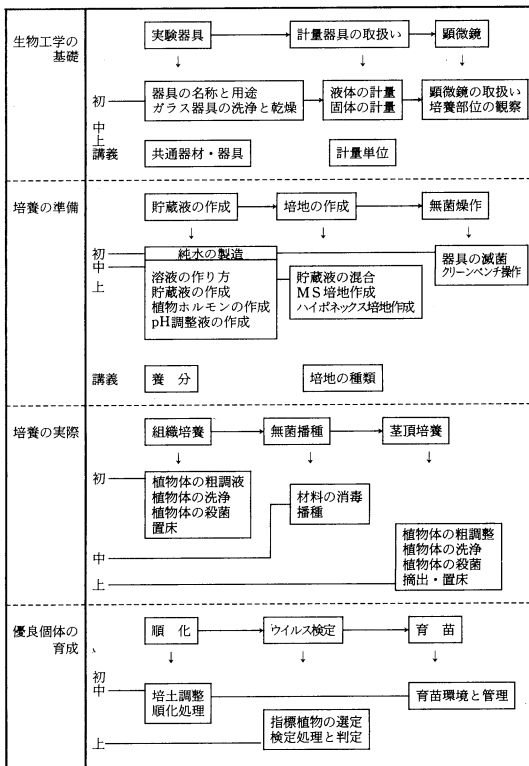 生物工学の
基礎
実験器具
計量器具の取扱い
顕微鏡
初
器具の名称と用途
ガラス器具の洗浄と乾燥
液体の計量
固体の計量
顕微鏡の取扱い
培養部位の観察
中
上
講義
共通器材・器具
計量単位
培養の準備
貯蔵液の作成
培地の作成
無菌操作
初
純水の製造
器具の滅菌
クリーンベンチ操作
中
上
溶液の作り方
貯蔵液の作成
植物ホルモンの作成
pH調整液の作成
貯蔵液の混合
MS培地作成
ハイポネックス培地作成
講義
養分
培地の種類
培養の実際
組織培養
無菌播種
茎頂培養
初
植物体の粗調液
植物体の洗浄
植物体の殺菌
置床
材料の消毒
播種
中
上
植物体の粗調整
植物体の洗浄
植物体の殺菌
摘出・置床
優良個体の
育成
順化
ウイルス検定
育苗
初
中
培土調整
順化処理
育苗環境と管理
上
指標植物の選定
検定処理と判定